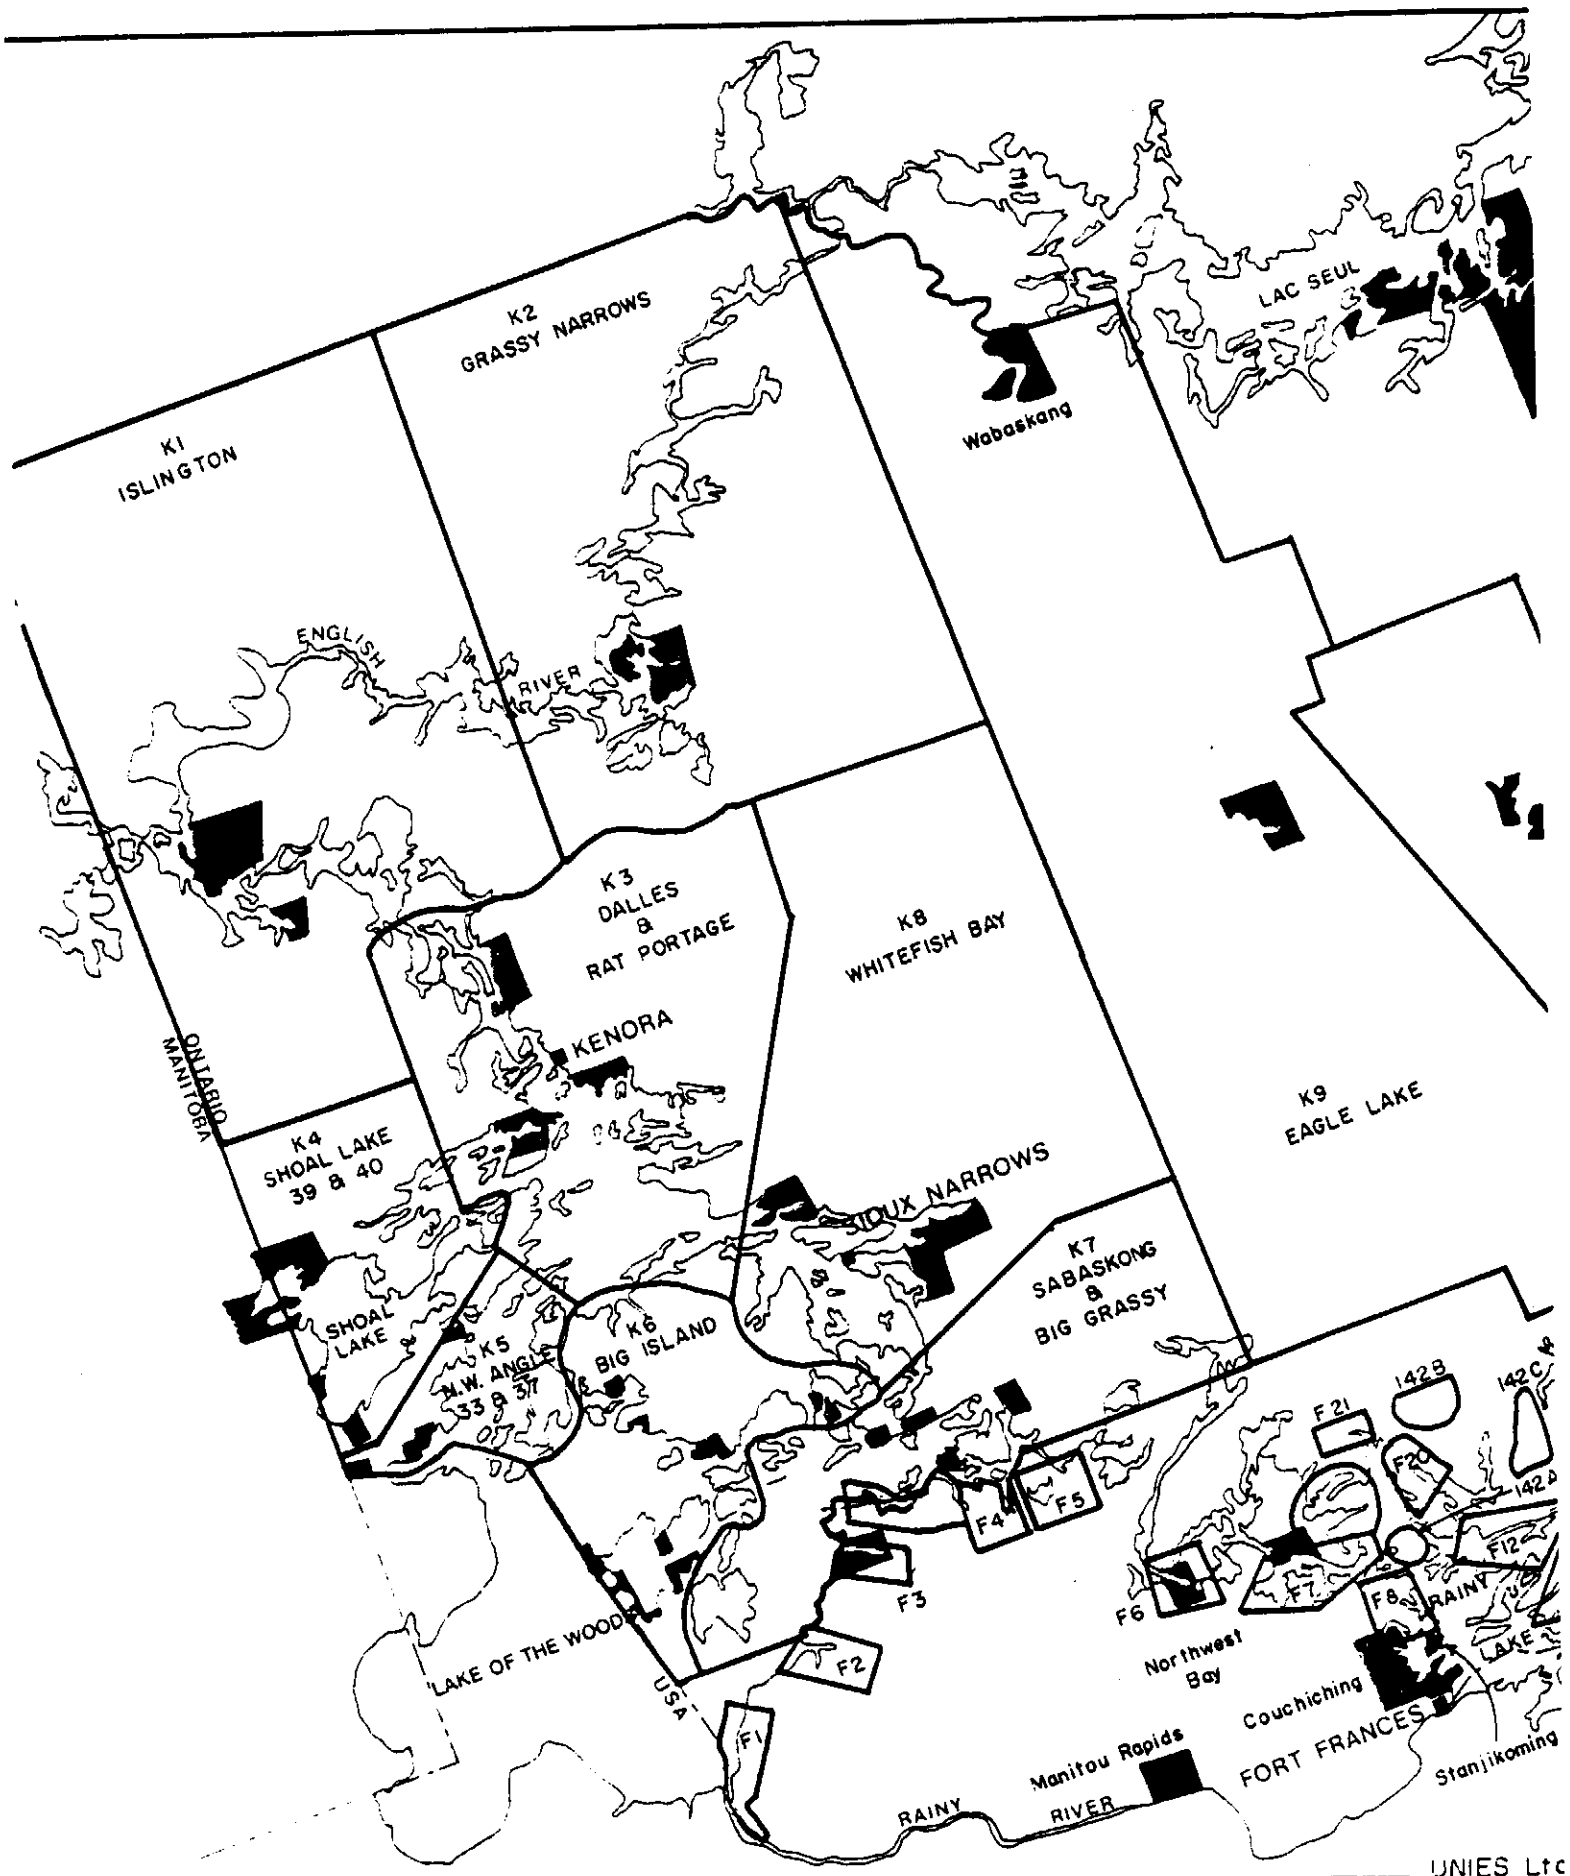 LAC SEUL
K2
GRASSY NARROWS
K1
ISLINGTON
Wabaskang
ENGLISH
RIVER
K3
DALLES
&
RAT PORTAGE
K8
WHITEFISH BAY
KENORA
ONTARIO
MANITOBA
K9
EAGLE LAKE
K4
SHOAL LAKE
39 & 40
SIOUX NARROWS
K7
SABASKONG
&
BIG GRASSY
SHOAL
LAKE
K5
N.W. ANGLE
33 & 37
K6
BIG ISLAND
142B
142C
F21
F20
142A
F5
F4
F12
F3
F6
F7
F8
RAINY
LAKE
LAKE OF THE WOODS
USA
F2
F1
Northwest
Bay
Couchiching
FORT FRANCES
Manitou Rapids
Stanjikoming
RAINY
RIVER
UNIES Ltd